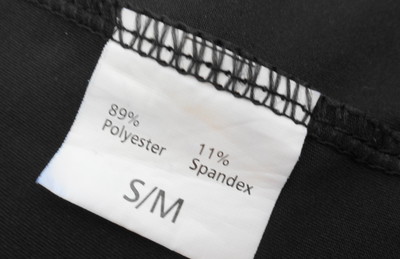 89%
Polyester
11%
Spandex
S/M